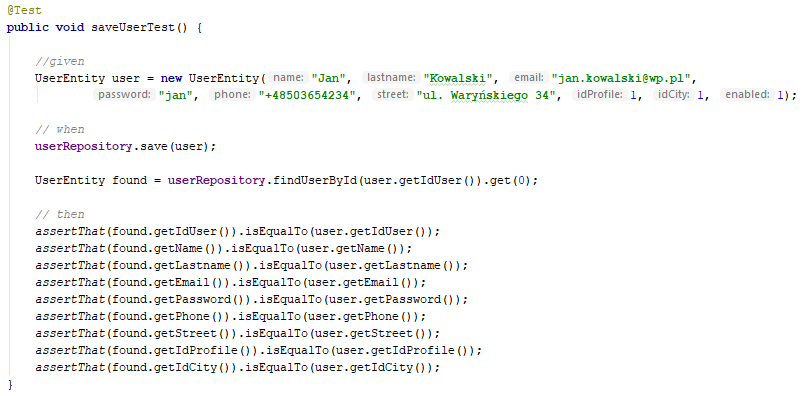 @Test
public void saveUserTest() {
//given
UserEntity user = new UserEntity( name: "Jan", lastname: "Kowalski", email: "jan.kowalski@wp.pl",
password: "jan", phone: "+48503654234", street: "ul. Waryńskiego 34", idProfile: 1, idCity: 1, enabled: 1);
// when
userRepository.save(user);
UserEntity found = userRepository.findUserById(user.getIdUser()).get(0);
// then
assertThat(found.getIdUser()).isEqualTo(user.getIdUser());
assertThat(found.getName()).isEqualTo(user.getName());
assertThat(found.getLastname()).isEqualTo(user.getLastname());
assertThat(found.getEmail()).isEqualTo(user.getEmail());
assertThat(found.getPassword()).isEqualTo(user.getPassword());
assertThat(found.getPhone()).isEqualTo(user.getPhone());
assertThat(found.getStreet()).isEqualTo(user.getStreet());
assertThat(found.getIdProfile()).isEqualTo(user.getIdProfile());
assertThat(found.getIdCity()).isEqualTo(user.getIdCity());
}